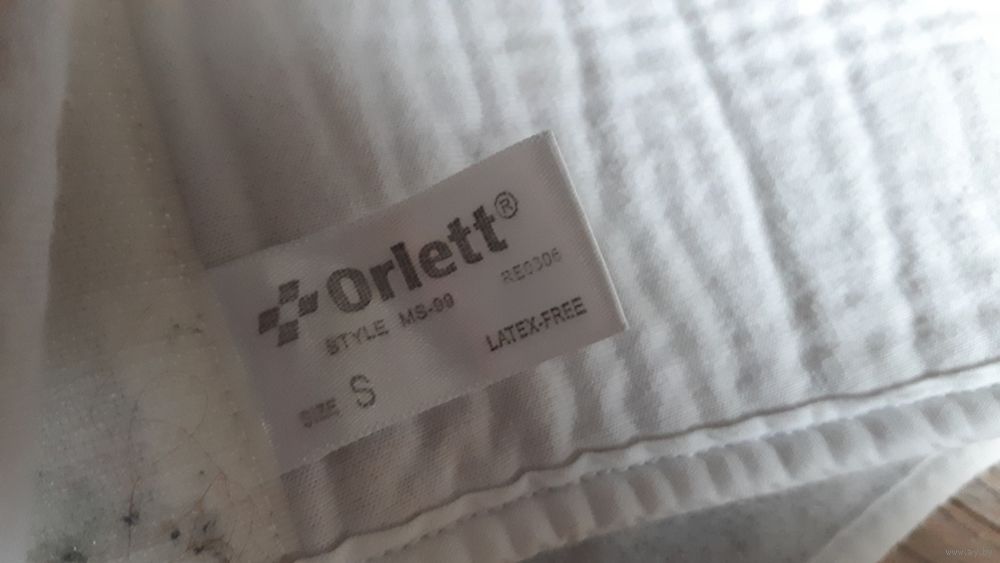 Orlett®
STYLE MS-99 RE0306
SIZE S LATEX-FREE